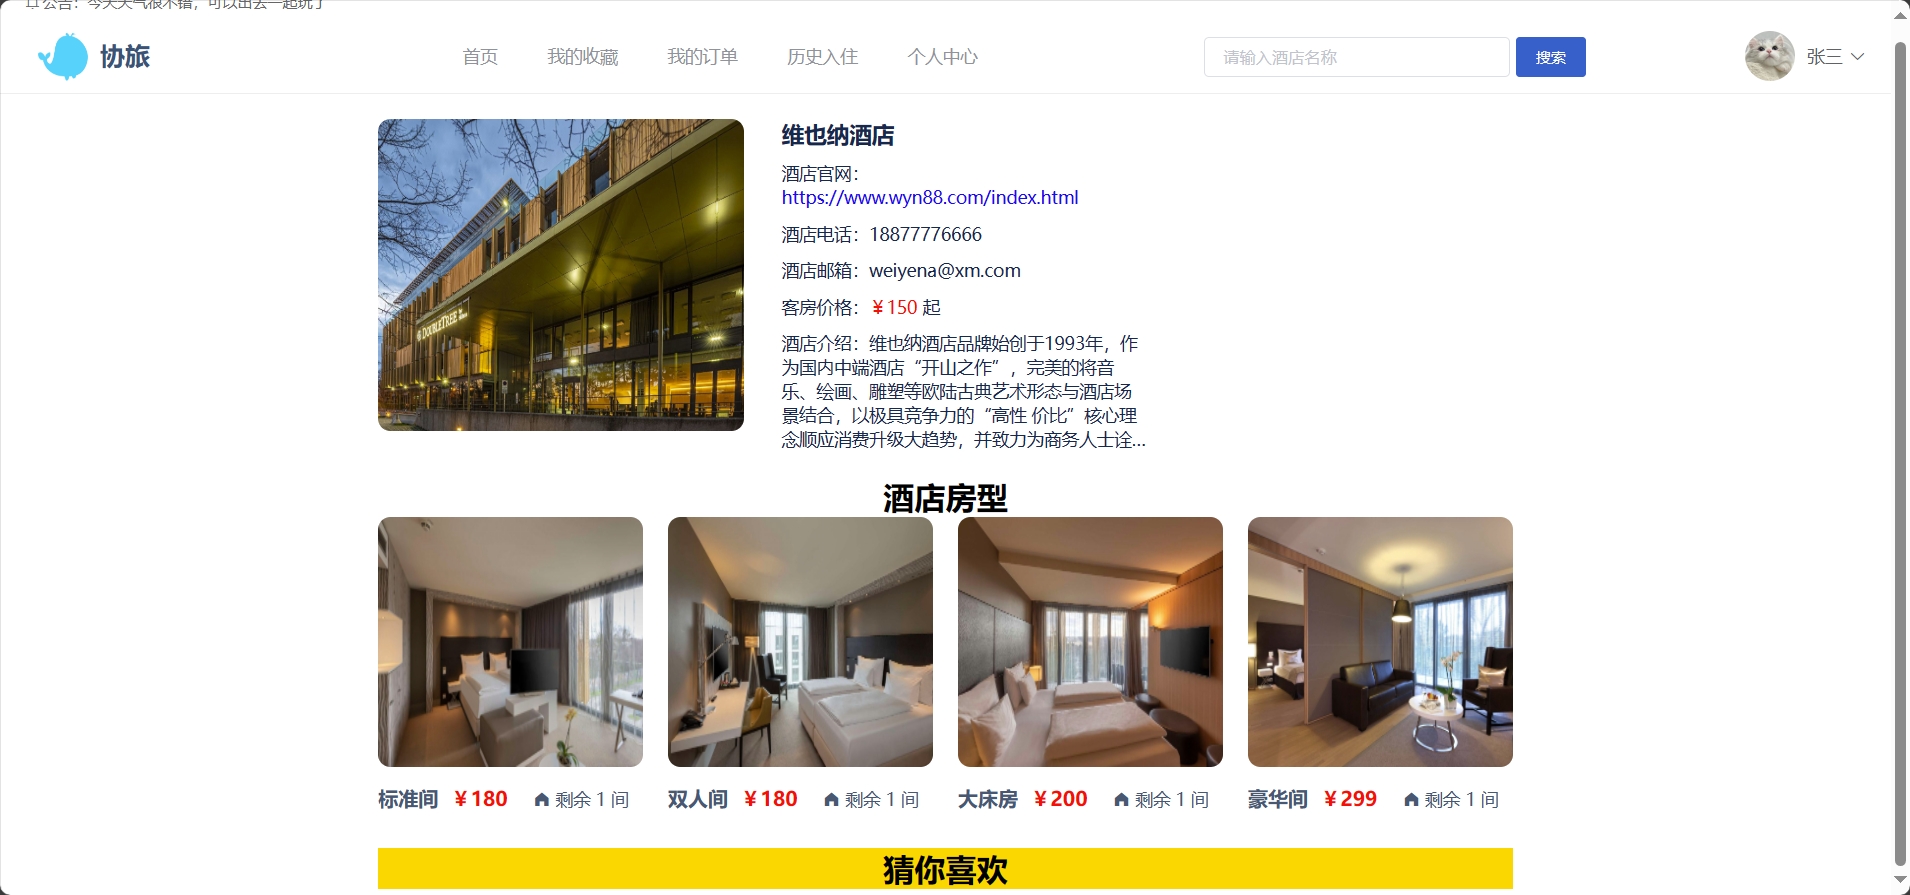 公告：今天天气很不错，可以出去一起玩了
协旅
首页 我的收藏 我的订单 历史入住 个人中心
请输入酒店名称
搜索
张三
维也纳酒店
酒店官网：
https://www.wyn88.com/index.html
酒店电话：18877776666
酒店邮箱：weiyena@xm.com
客房价格：￥150 起
酒店介绍：维也纳酒店品牌始创于1993年，作
为国内中端酒店“开山之作”，完美的将音
乐、绘画、雕塑等欧陆古典艺术形态与酒店场
景结合，以极具竞争力的“高性 价比”核心理
念顺应消费升级大趋势，并致力为商务人士诠...
DOUBLETREE
酒店房型
标准间 ￥180 剩余 1 间
双人间 ￥180 剩余 1 间
大床房 ￥200 剩余 1 间
豪华间 ￥299 剩余 1 间
猜你喜欢